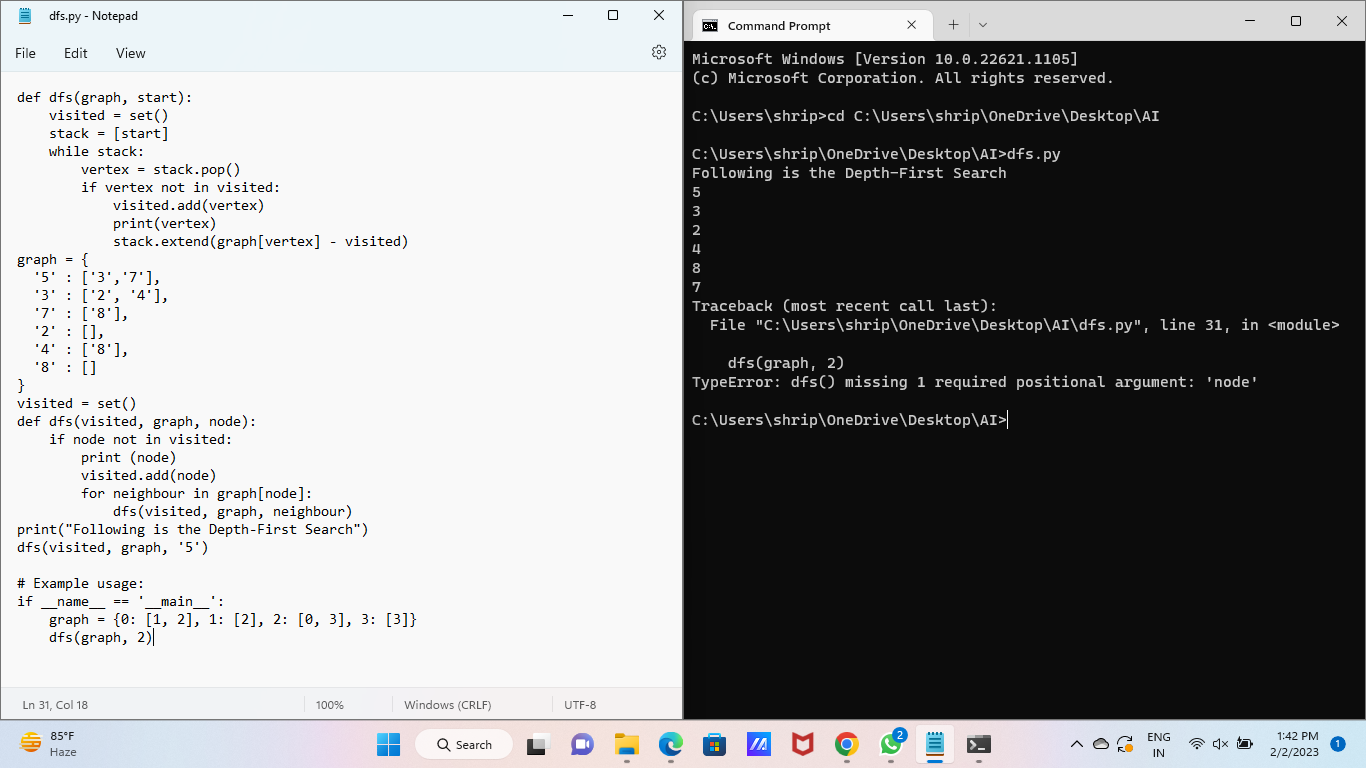 dfs.py - Notepad
File Edit View
def dfs(graph, start):
    visited = set()
    stack = [start]
    while stack:
        vertex = stack.pop()
        if vertex not in visited:
            visited.add(vertex)
            print(vertex)
            stack.extend(graph[vertex] - visited)
graph = {
  '5' : ['3','7'],
  '3' : ['2', '4'],
  '7' : ['8'],
  '2' : [],
  '4' : ['8'],
  '8' : []
}
visited = set()
def dfs(visited, graph, node):
    if node not in visited:
        print (node)
        visited.add(node)
        for neighbour in graph[node]:
            dfs(visited, graph, neighbour)
print("Following is the Depth-First Search")
dfs(visited, graph, '5')

# Example usage:
if __name__ == '__main__':
    graph = {0: [1, 2], 1: [2], 2: [0, 3], 3: [3]}
    dfs(graph, 2)
Ln 31, Col 18 100% Windows (CRLF) UTF-8
Command Prompt
Microsoft Windows [Version 10.0.22621.1105]
(c) Microsoft Corporation. All rights reserved.

C:\Users\shrip>cd C:\Users\shrip\OneDrive\Desktop\AI

C:\Users\shrip\OneDrive\Desktop\AI>dfs.py
Following is the Depth-First Search
5
3
2
4
8
7
Traceback (most recent call last):
  File "C:\Users\shrip\OneDrive\Desktop\AI\dfs.py", line 31, in <module>

    dfs(graph, 2)
TypeError: dfs() missing 1 required positional argument: 'node'

C:\Users\shrip\OneDrive\Desktop\AI>
85°F
Haze
Search
2
ENG
IN
1:42 PM
2/2/2023
1